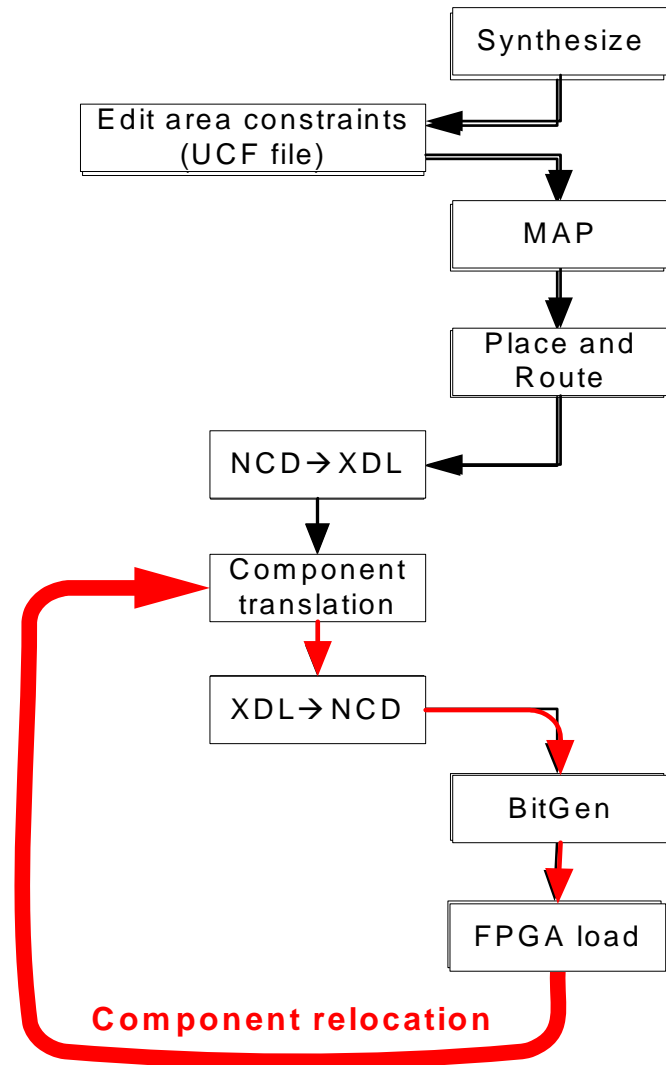 Synthesize
Edit area constraints
(UCF file)
MAP
Place and
Route
NCD→XDL
Component
translation
XDL→NCD
BitGen
FPGA load
Component relocation